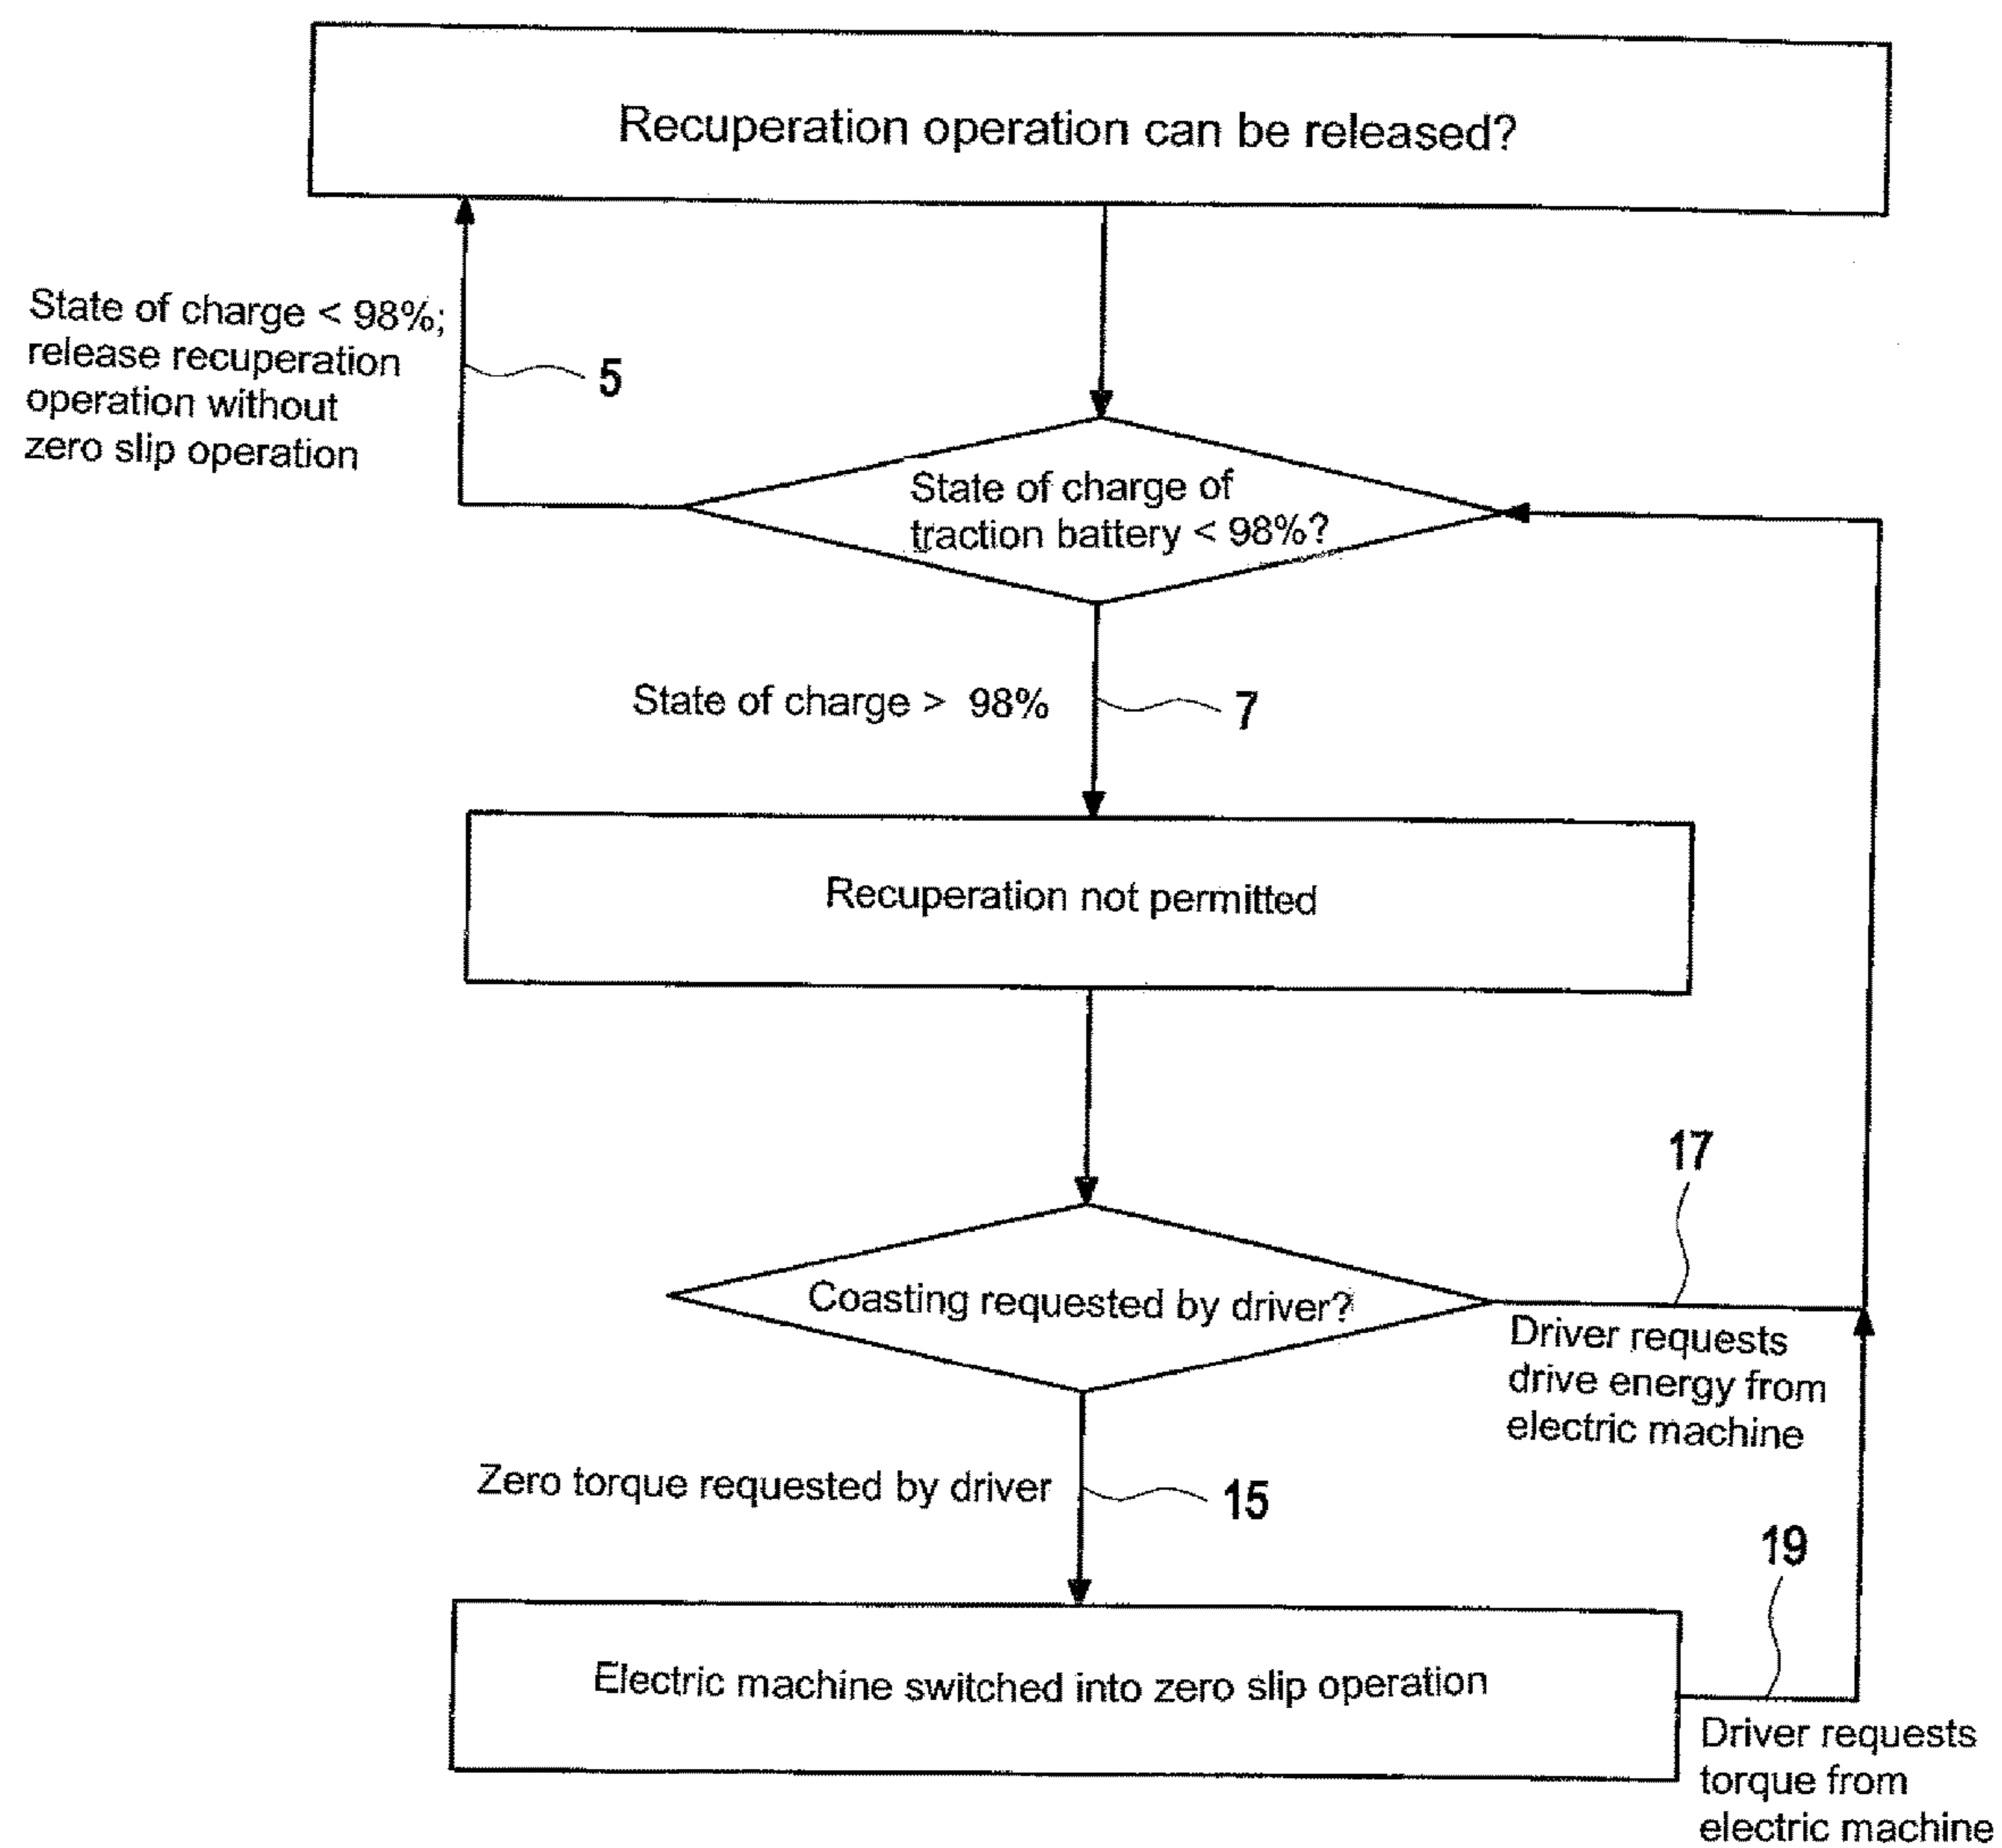 Recuperation operation can be released?
State of charge < 98%;
release recuperation
operation without
zero slip operation
5
State of charge of
traction battery < 98%?
State of charge > 98%
7
Recuperation not permitted
17
Coasting requested by driver?
Driver requests
drive energy from
electric machine
Zero torque requested by driver
15
19
Electric machine switched into zero slip operation
Driver requests
torque from
electric machine